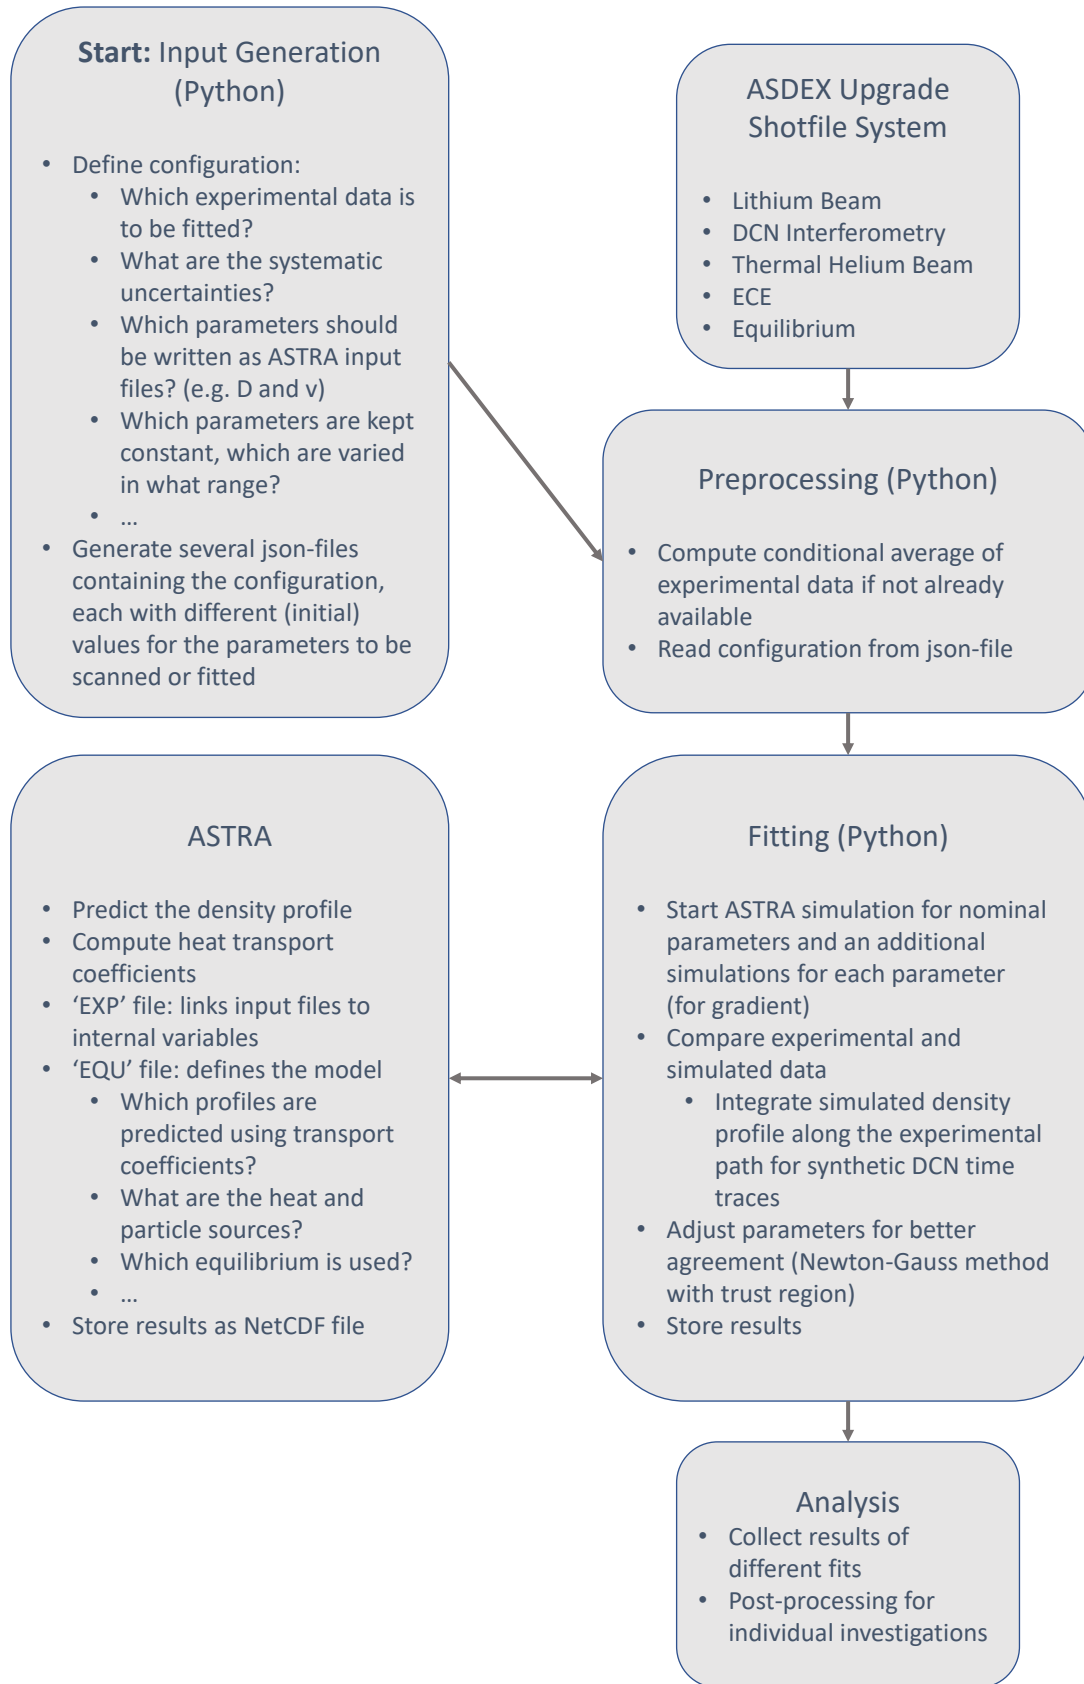 Start: Input Generation
(Python)
• Define configuration:
• Which experimental data is
to be fitted?
• What are the systematic
uncertainties?
• Which parameters should
be written as ASTRA input
files? (e.g. D and v)
• Which parameters are kept
constant, which are varied
in what range?
• ...
• Generate several json-files
containing the configuration,
each with different (initial)
values for the parameters to be
scanned or fitted
ASDEX Upgrade
Shotfile System
• Lithium Beam
• DCN Interferometry
• Thermal Helium Beam
• ECE
• Equilibrium
Preprocessing (Python)
• Compute conditional average of
experimental data if not already
available
• Read configuration from json-file
ASTRA
• Predict the density profile
• Compute heat transport
coefficients
• ‘EXP’ file: links input files to
internal variables
• ‘EQU’ file: defines the model
• Which profiles are
predicted using transport
coefficients?
• What are the heat and
particle sources?
• Which equilibrium is used?
• ...
• Store results as NetCDF file
Fitting (Python)
• Start ASTRA simulation for nominal
parameters and an additional
simulations for each parameter
(for gradient)
• Compare experimental and
simulated data
• Integrate simulated density
profile along the experimental
path for synthetic DCN time
traces
• Adjust parameters for better
agreement (Newton-Gauss method
with trust region)
• Store results
Analysis
• Collect results of
different fits
• Post-processing for
individual investigations